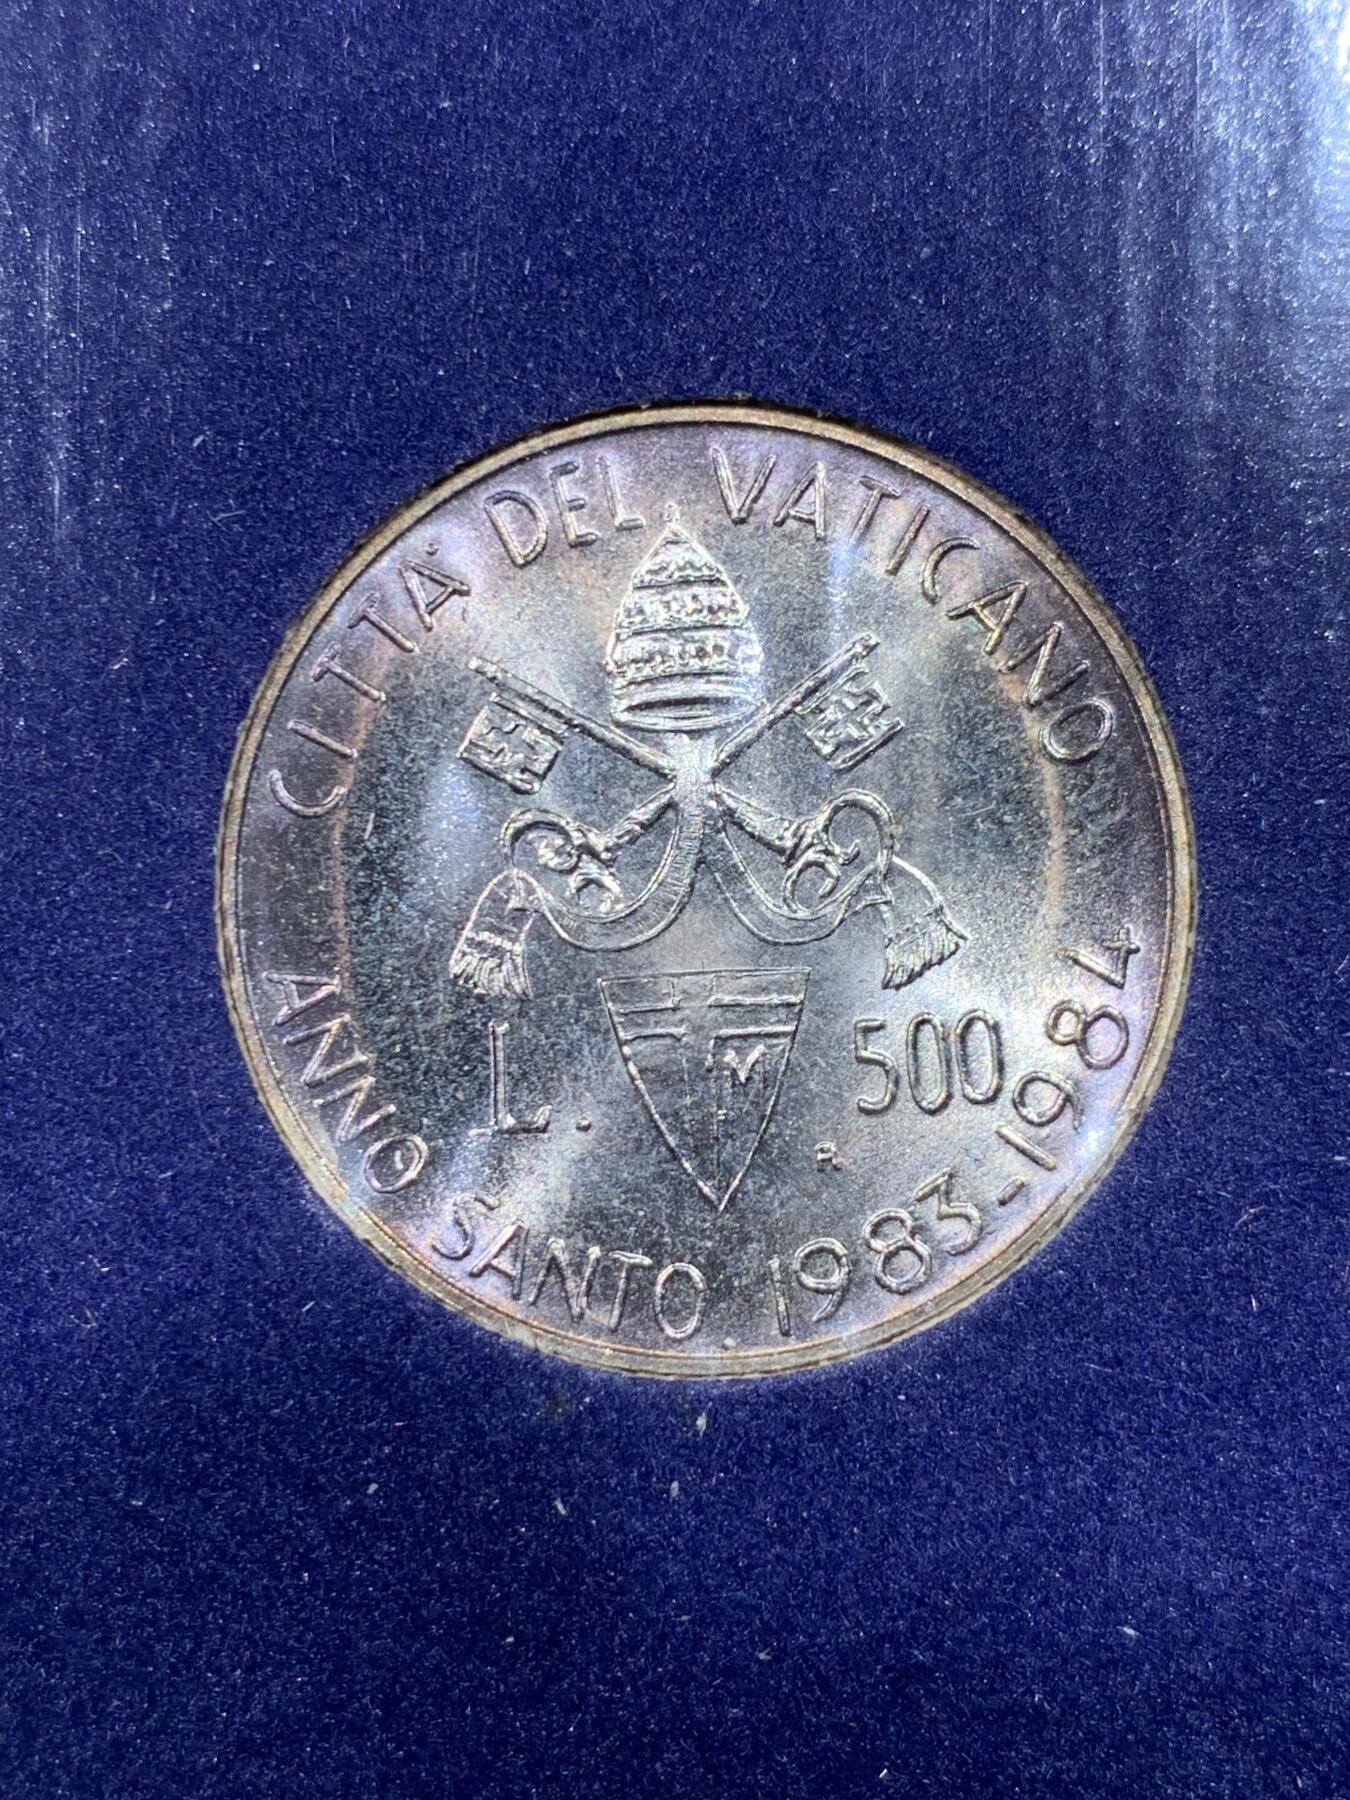 CITTA' DEL VATICANO
L. 500
M
R
ANNO SANTO 1983-1984